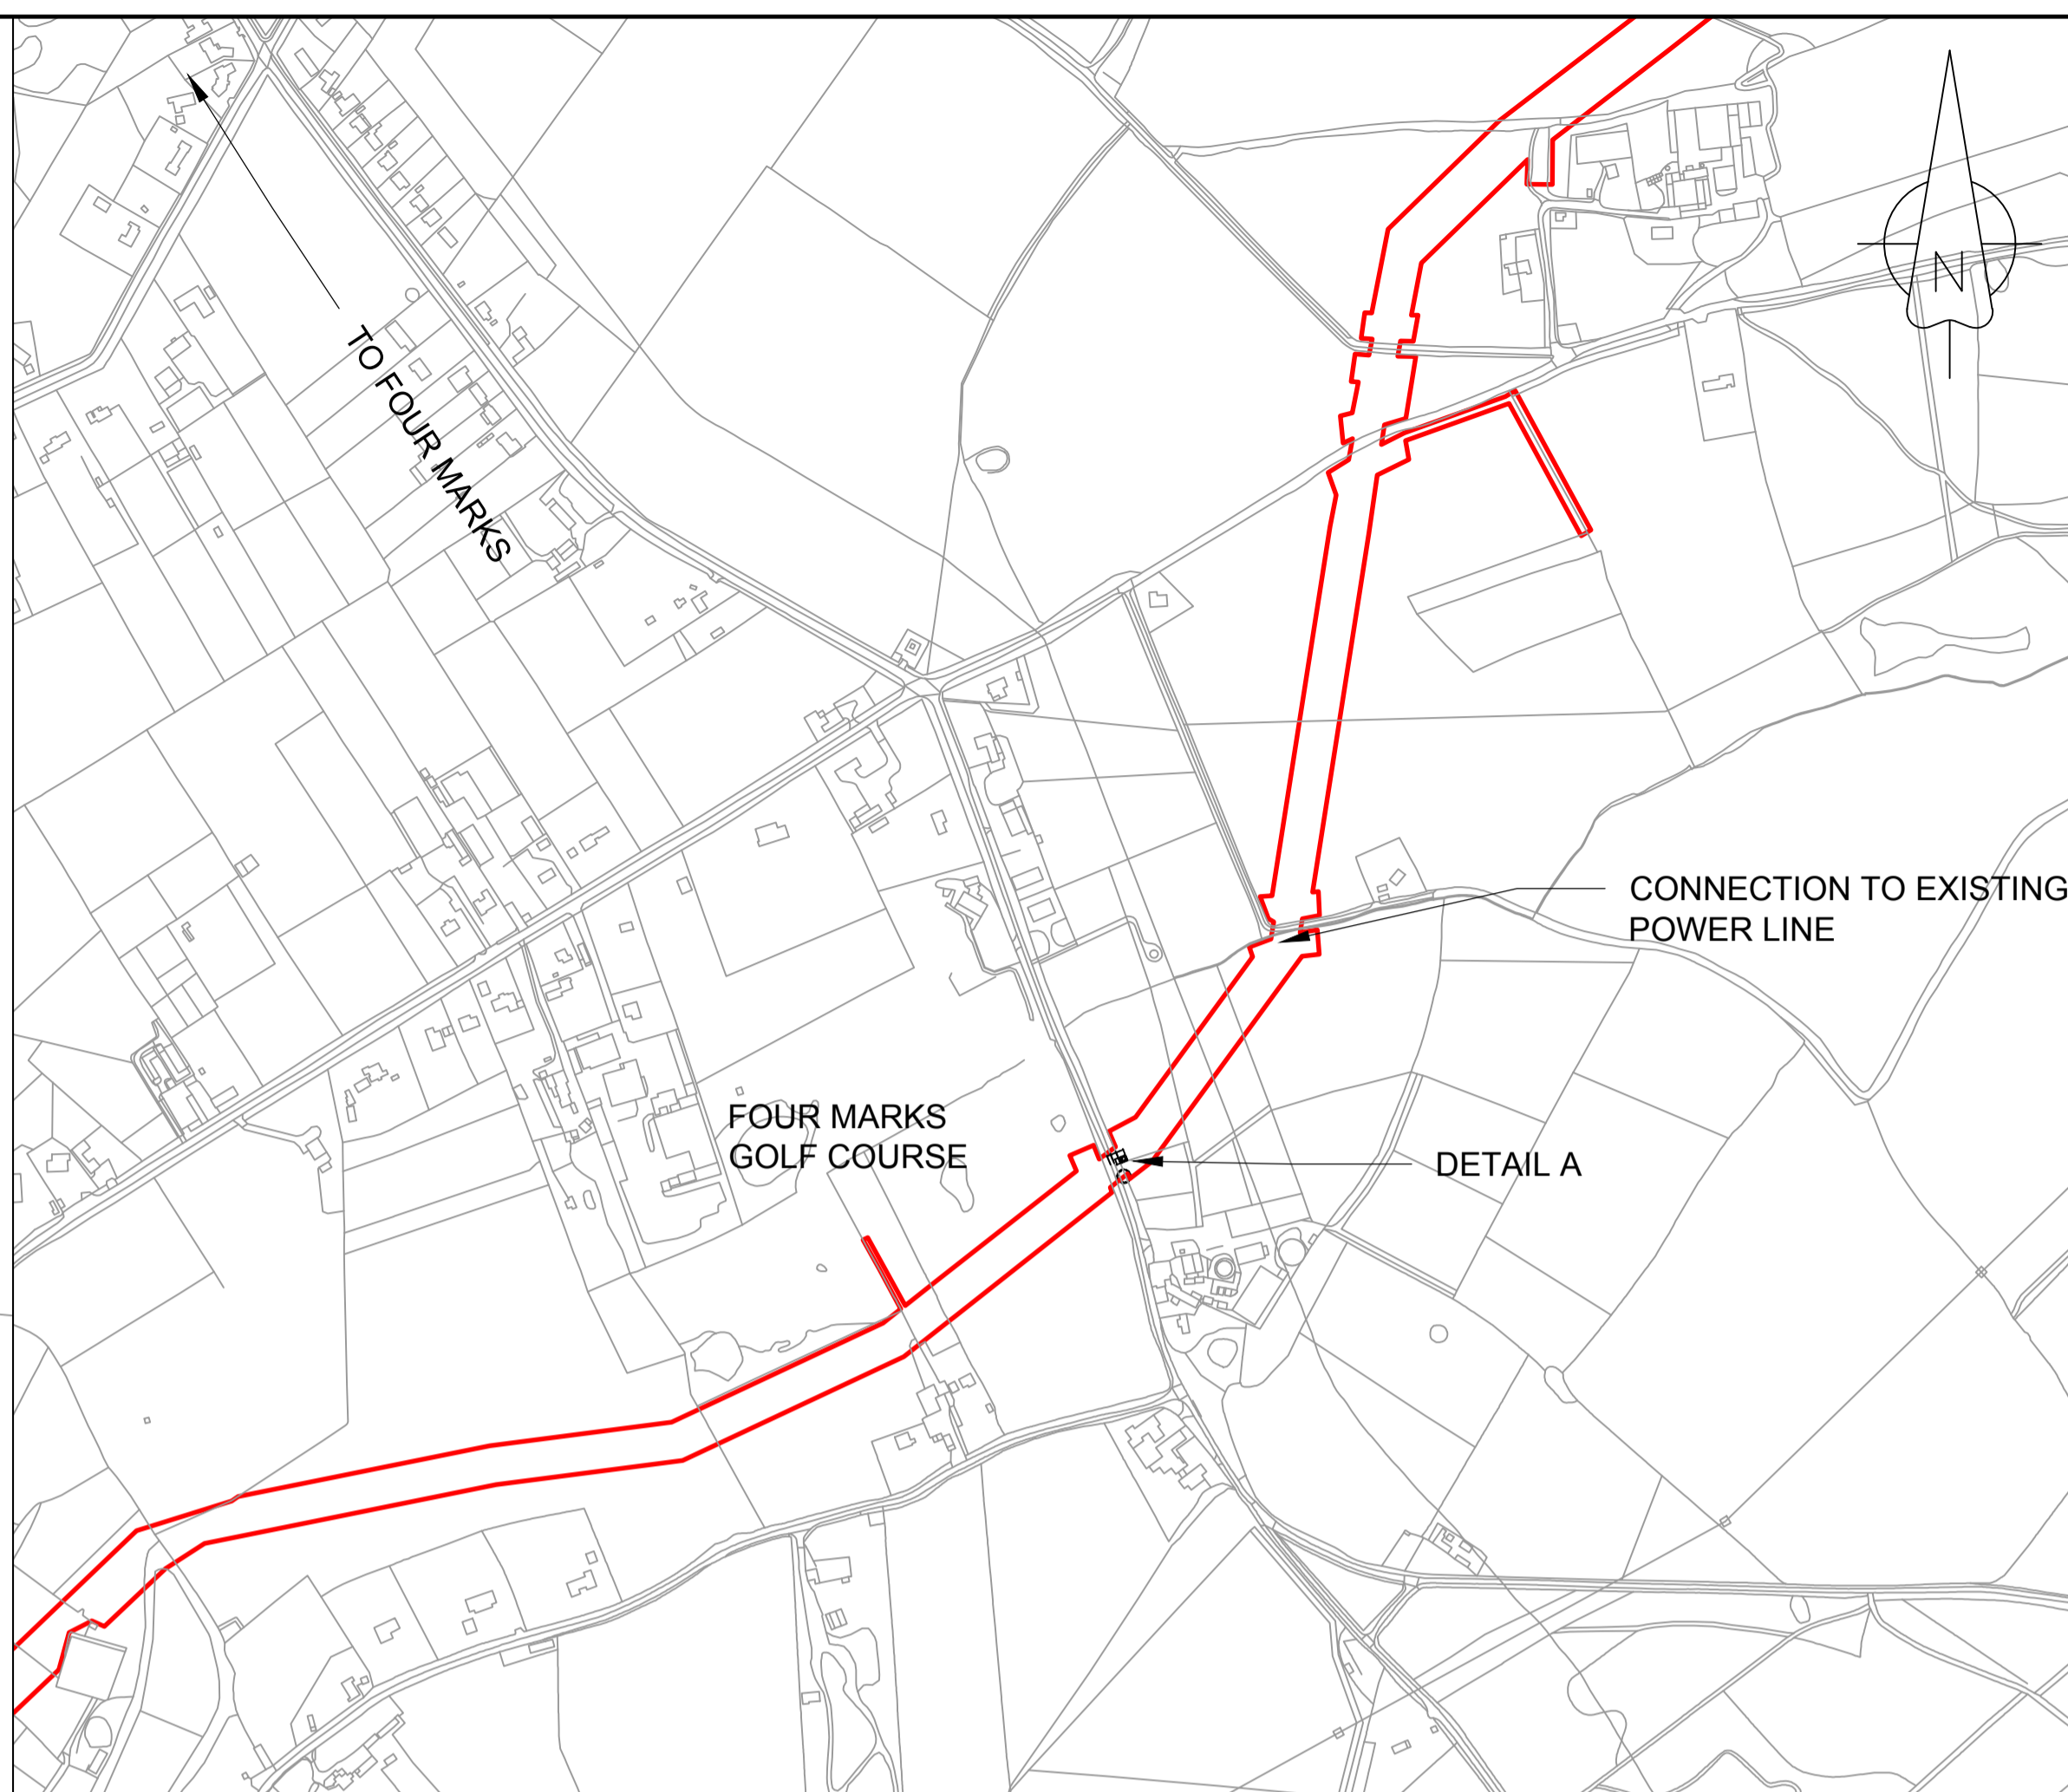 N
TO FOUR MARKS
CONNECTION TO EXISTING
POWER LINE
FOUR MARKS
GOLF COURSE
DETAIL A